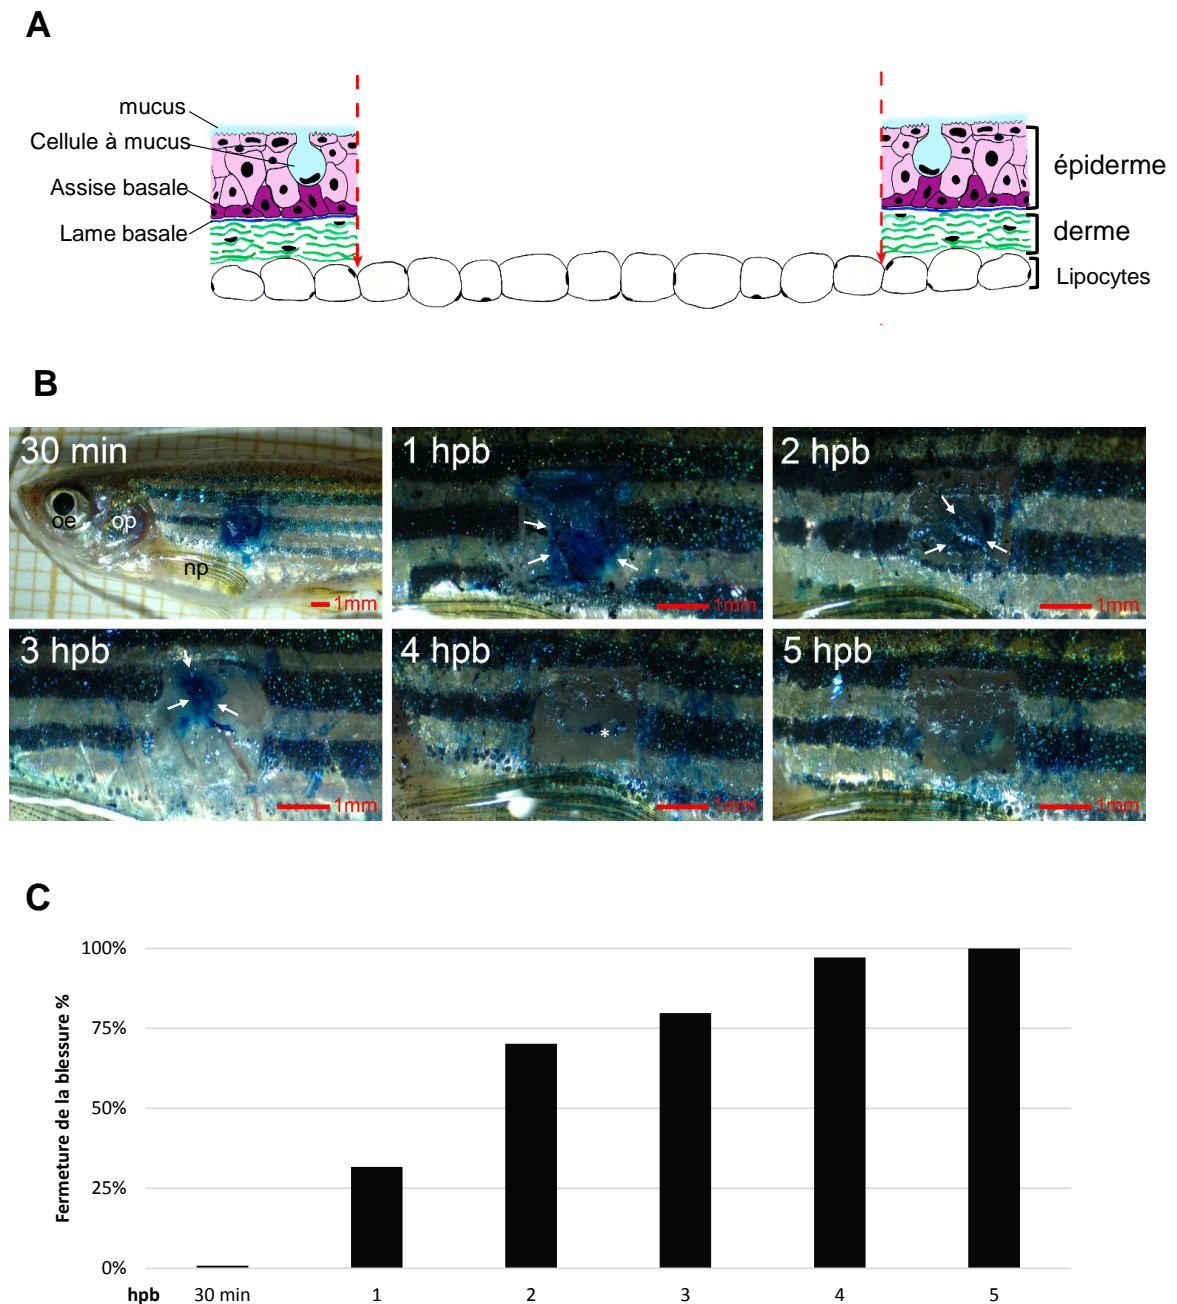 A
mucus
Cellule à mucus
Assise basale
Lame basale
épiderme
derme
Lipocytes
B
30 min
oe
op
np
1mm
1 hpb
1mm
2 hpb
1mm
3 hpb
1mm
4 hpb
*
1mm
5 hpb
1mm
C
Fermeture de la blessure %
100%
75%
50%
25%
0%
hpb 30 min 1 2 3 4 5